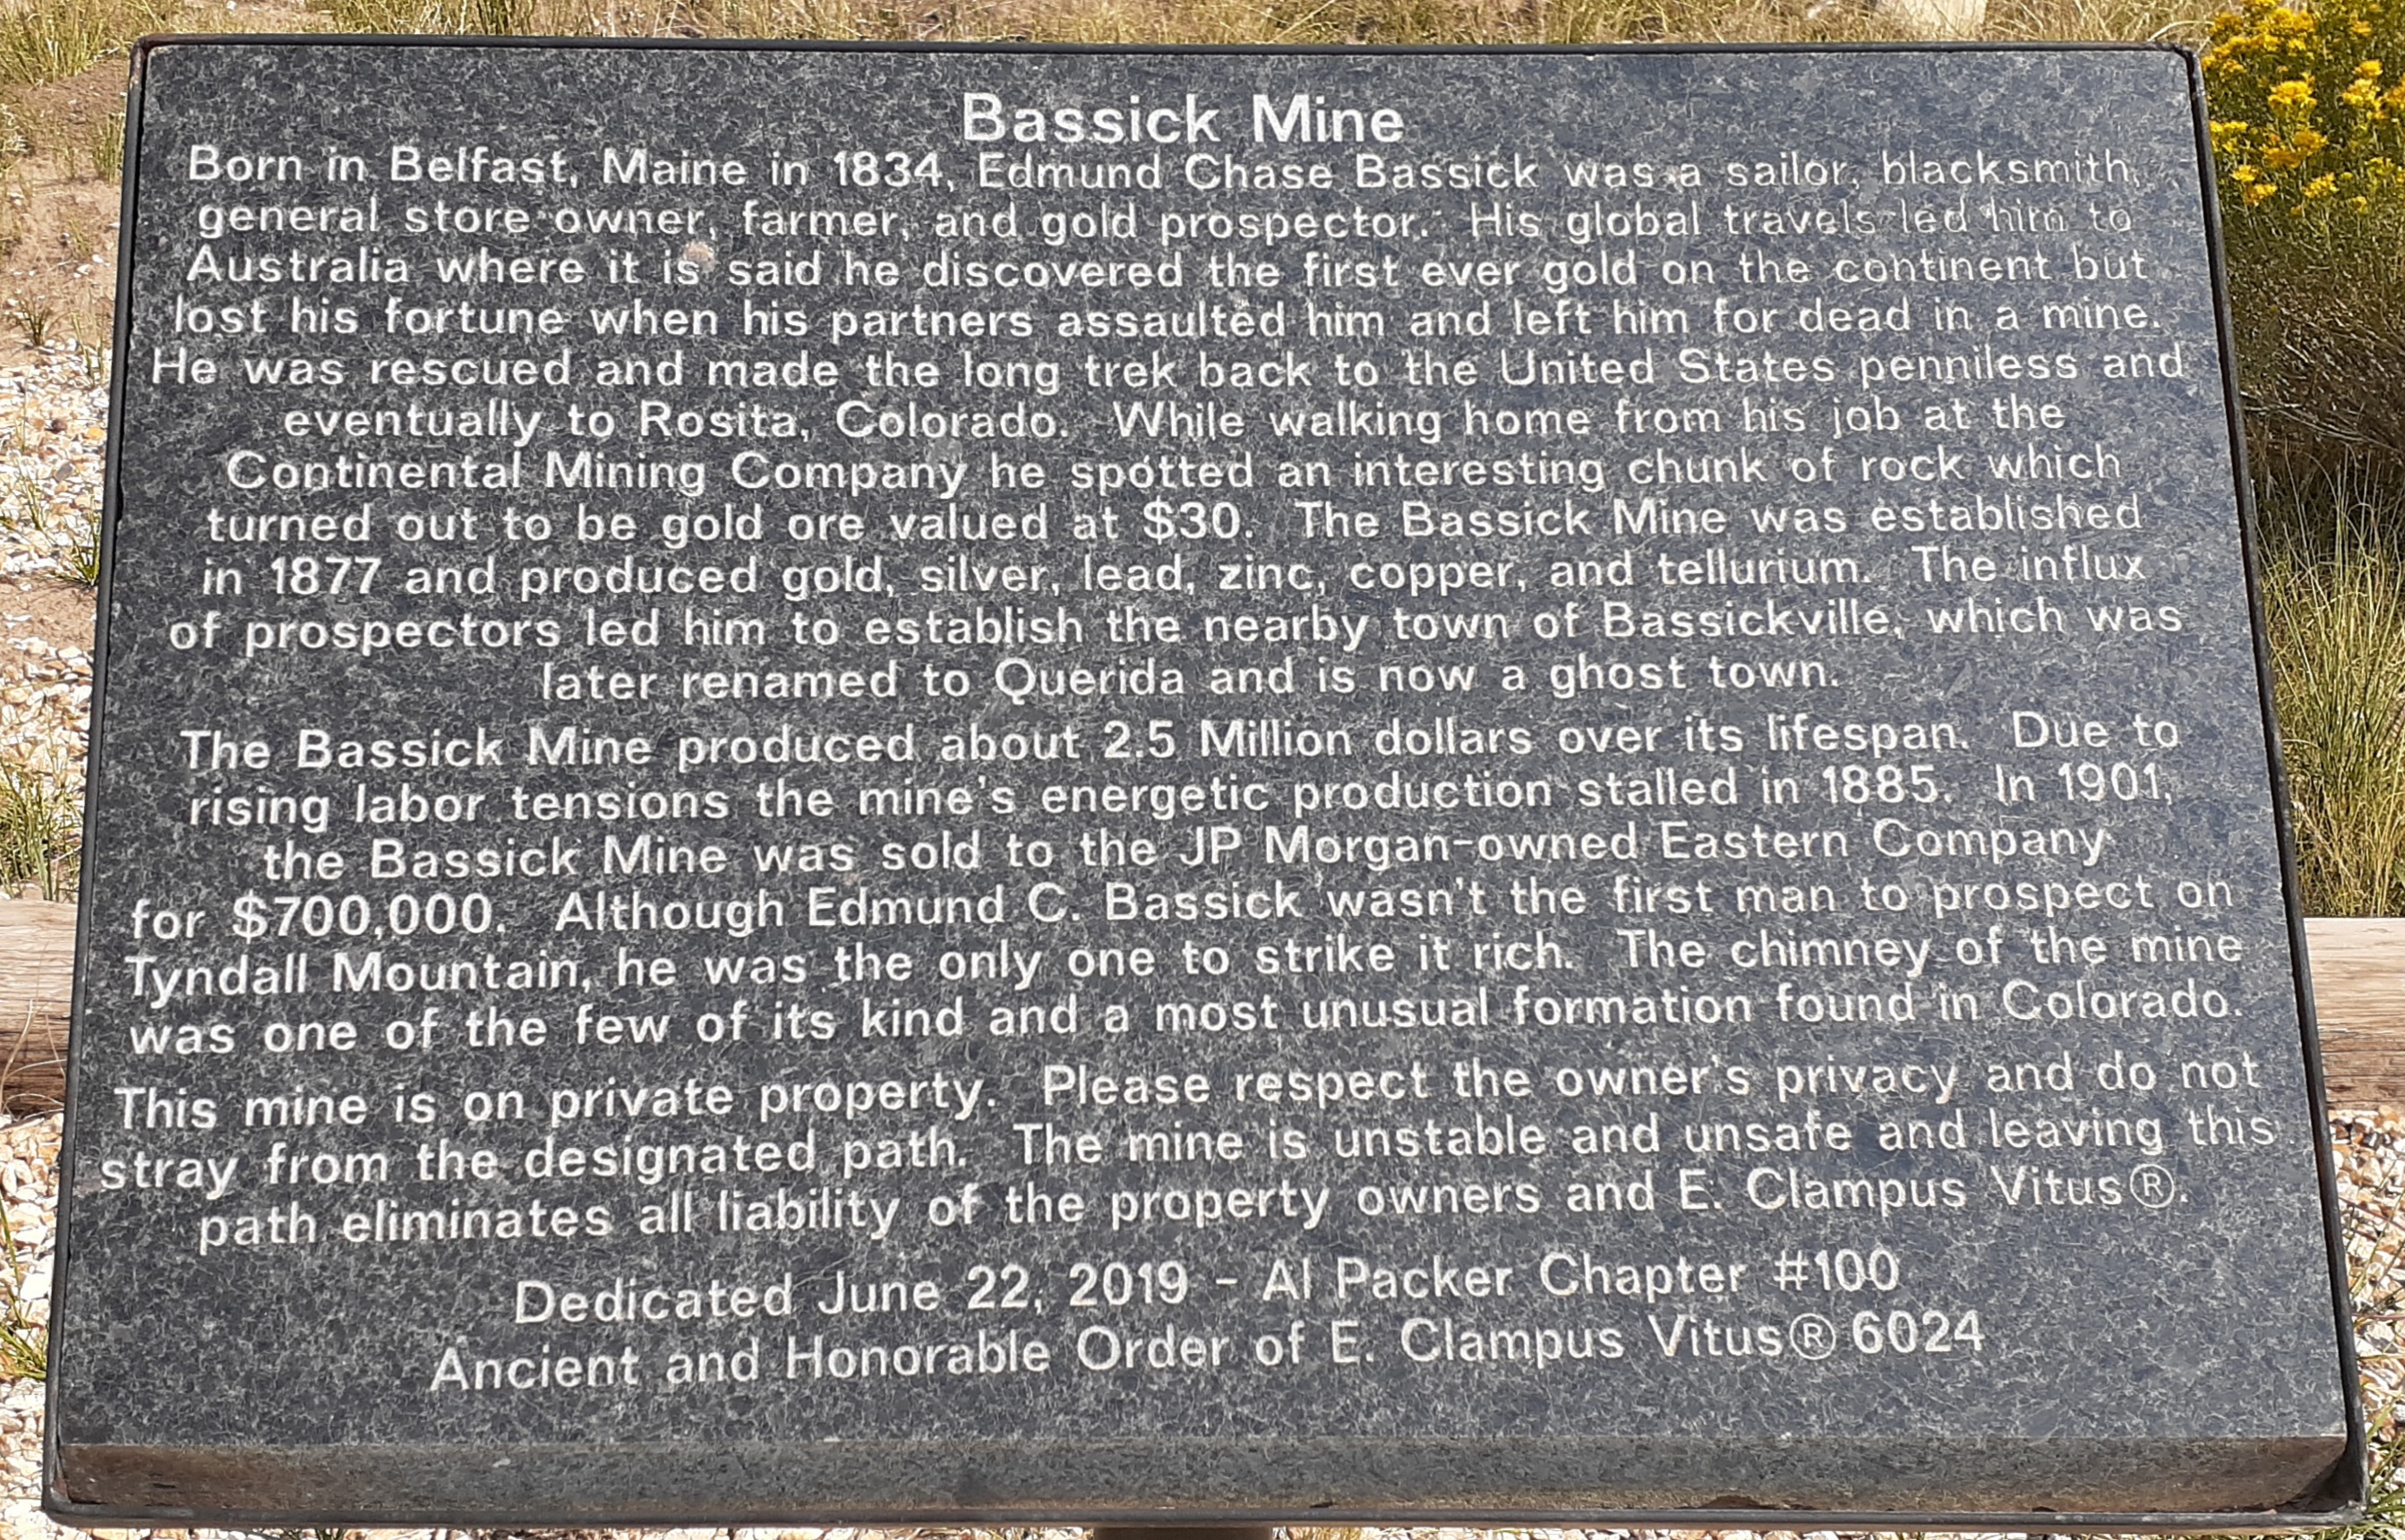 Bassick Mine
Born in Belfast, Maine in 1834, Edmund Chase Bassick was a sailor, blacksmith,
general store owner, farmer, and gold prospector. His global travels led him to
Australia where it is said he discovered the first ever gold on the continent but
lost his fortune when his partners assaulted him and left him for dead in a mine.
He was rescued and made the long trek back to the United States penniless and
eventually to Rosita, Colorado. While walking home from his job at the
Continental Mining Company he spotted an interesting chunk of rock which
turned out to be gold ore valued at $30. The Bassick Mine was established
in 1877 and produced gold, silver, lead, zinc, copper, and tellurium. The influx
of prospectors led him to establish the nearby town of Bassickville, which was
later renamed to Querida and is now a ghost town.
The Bassick Mine produced about 2.5 Million dollars over its lifespan. Due to
rising labor tensions the mine's energetic production stalled in 1885. In 1901,
the Bassick Mine was sold to the JP Morgan-owned Eastern Company
for $700,000. Although Edmund C. Bassick wasn't the first man to prospect on
Tyndall Mountain, he was the only one to strike it rich. The chimney of the mine
was one of the few of its kind and a most unusual formation found in Colorado.
This mine is on private property. Please respect the owner's privacy and do not
stray from the designated path. The mine is unstable and unsafe and leaving this
path eliminates all liability of the property owners and E. Clampus Vitus®.
Dedicated June 22, 2019 - Al Packer Chapter #100
Ancient and Honorable Order of E. Clampus Vitus® 6024